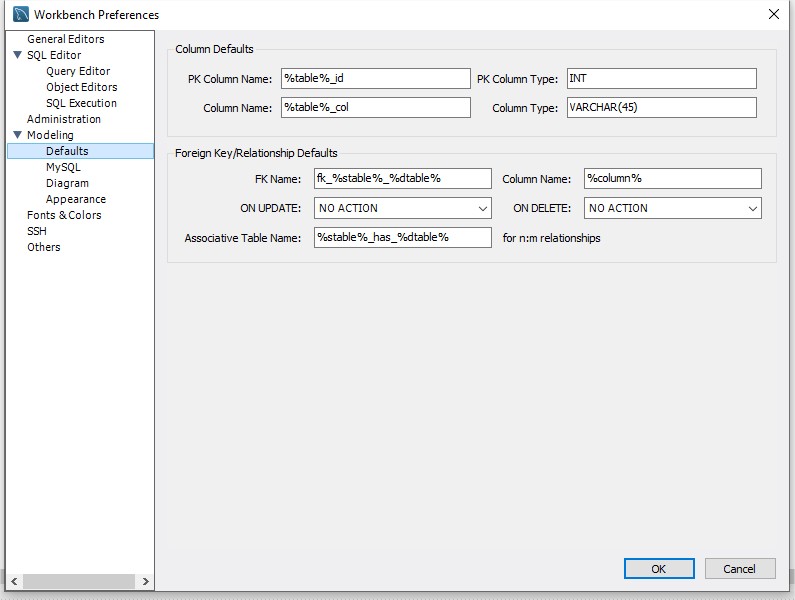 Workbench Preferences
General Editors
SQL Editor
Query Editor
Object Editors
SQL Execution
Administration
Modeling
Defaults
MySQL
Diagram
Appearance
Fonts & Colors
SSH
Others
Column Defaults
PK Column Name: %table%_id PK Column Type: INT
Column Name: %table%_col Column Type: VARCHAR(45)
Foreign Key/Relationship Defaults
FK Name: fk_%stable%_%dtable% Column Name: %column%
ON UPDATE: NO ACTION ON DELETE: NO ACTION
Associative Table Name: %stable%_has_%dtable% for n:m relationships
OK Cancel